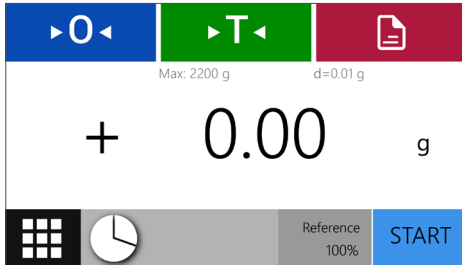 ▸0◂ ▸T◂
Max: 2200 g d=0.01 g
+ 0.00 g
Reference
100%
START